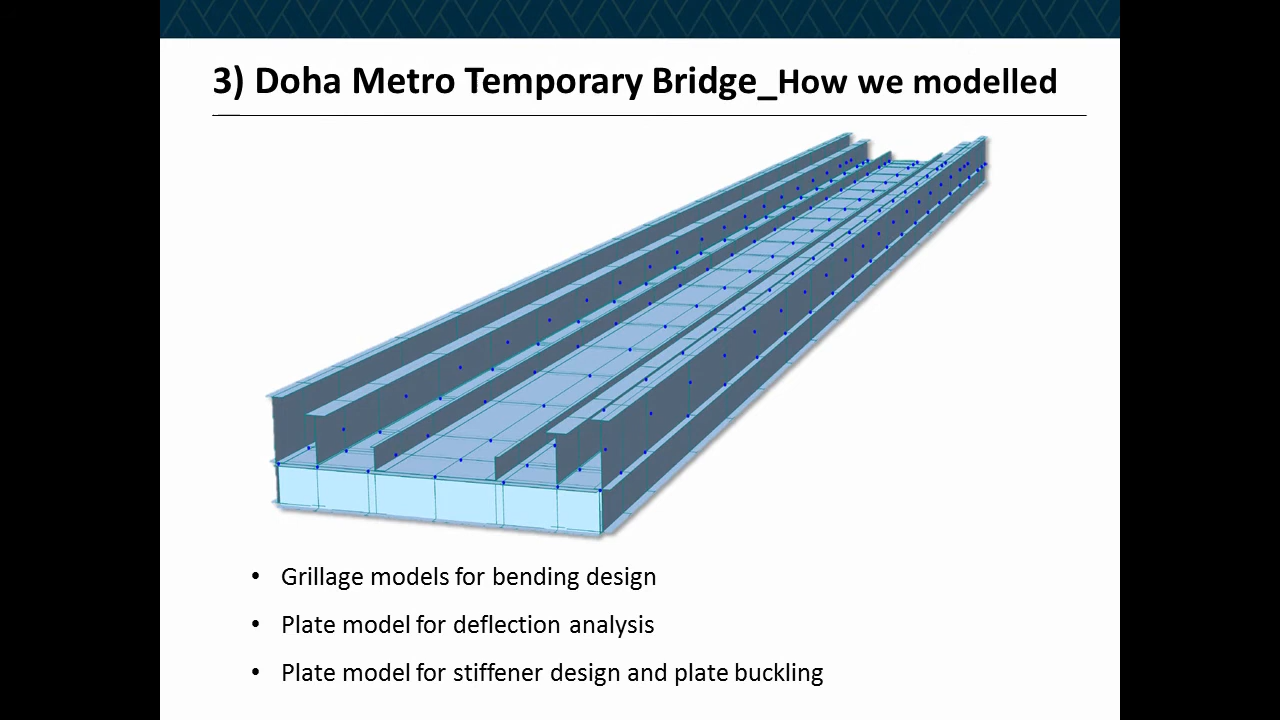 3) Doha Metro Temporary Bridge_How we modelled
• Grillage models for bending design
• Plate model for deflection analysis
• Plate model for stiffener design and plate buckling